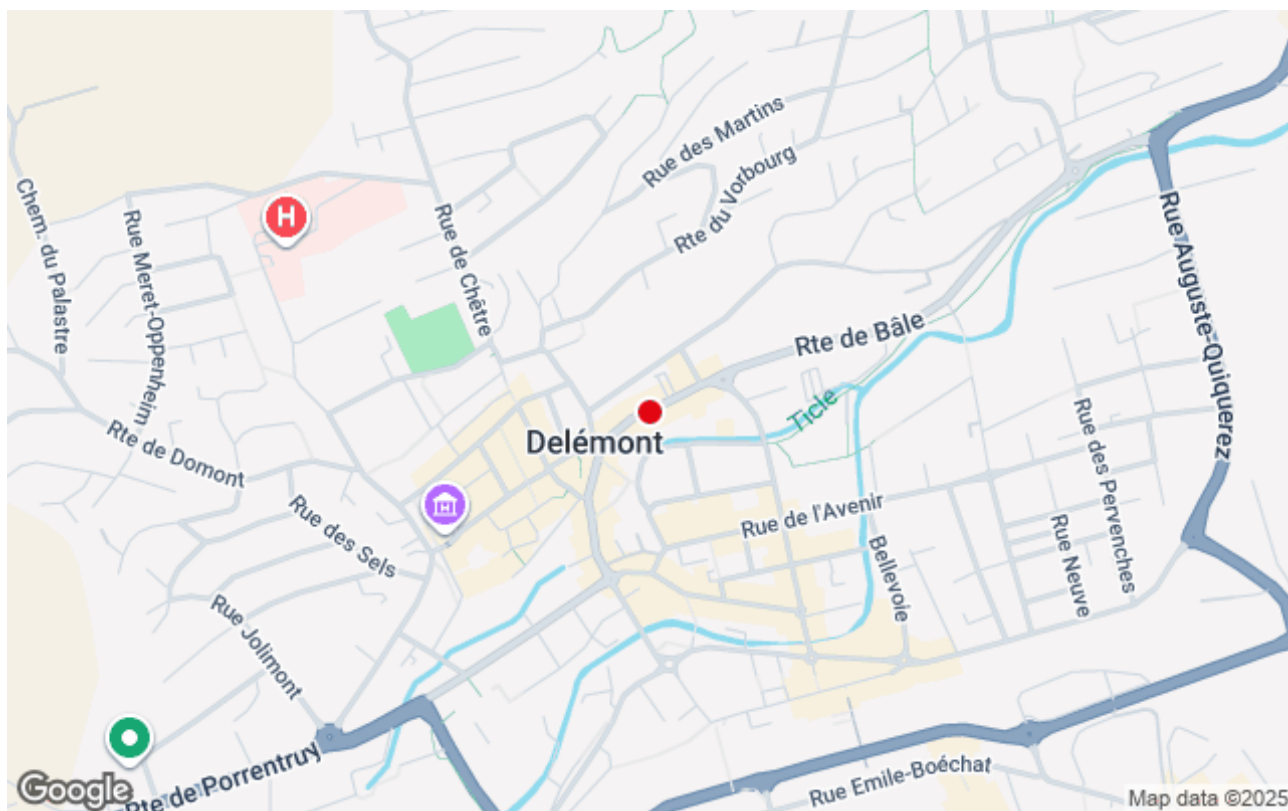 Rue des Martins
Rte du Vorbourg
Chem. du Palastre
Rue Meret-Oppenheim
H
Rue de Chêtre
Rue Auguste-Quiquerez
Rte de Bâle
Ticle
Delémont
Rte de Domont
Rue des Sels
H
Rue de l'Avenir
Bellevoie
Rue des Pervenches
Rue Neuve
Rue Jolimont
Rte de Porrentruy
Rue Emile-Boéchat
Google
Map data ©2025